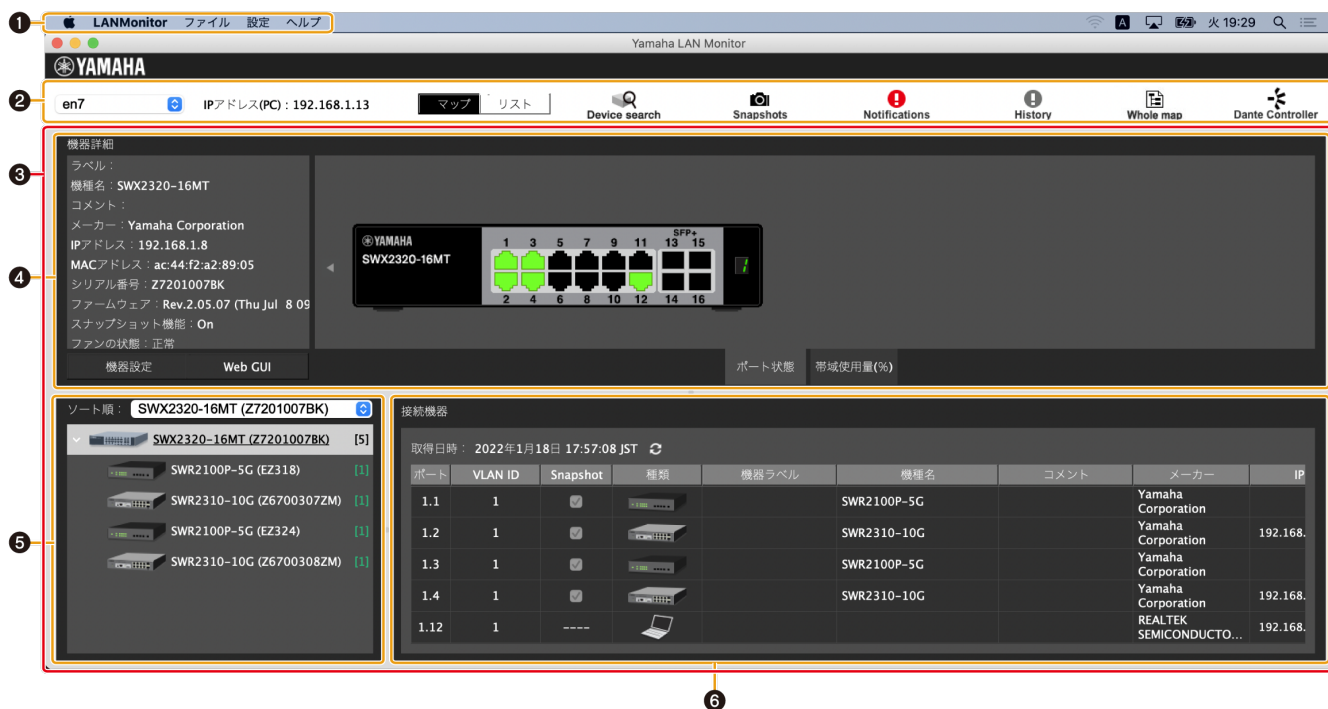 ❶ LANMonitor ファイル 設定 ヘルプ A 火 19:29
Yamaha LAN Monitor
YAMAHA
❷ en7 IPアドレス(PC) : 192.168.1.13 マップ リスト Device search Snapshots Notifications History Whole map Dante Controller
❸
❹
機器詳細
ラベル :
機種名 : SWX2320-16MT
コメント :
メーカー : Yamaha Corporation
IPアドレス : 192.168.1.8
MACアドレス : ac:44:f2:a2:89:05
シリアル番号 : Z7201007BK
ファームウェア : Rev.2.05.07 (Thu Jul 8 09
スナップショット機能 : On
ファンの状態 : 正常
機器設定 Web GUI
SFP+
YAMAHA 1 3 5 7 9 11 13 15
SWX2320-16MT
2 4 6 8 10 12 14 16
ポート状態 帯域使用量(%)
❺
ソート順 : SWX2320-16MT (Z7201007BK)
SWX2320-16MT (Z7201007BK) [5]
SWR2100P-5G (EZ318) [1]
SWR2310-10G (Z6700307ZM) [1]
SWR2100P-5G (EZ324) [1]
SWR2310-10G (Z6700308ZM) [1]
接続機器
取得日時 : 2022年1月18日 17:57:08 JST
ポート VLAN ID Snapshot 種類 機器ラベル 機種名 コメント メーカー IP
1.1 1 SWR2100P-5G Yamaha Corporation
1.2 1 SWR2310-10G Yamaha Corporation 192.168.
1.3 1 SWR2100P-5G Yamaha Corporation
1.4 1 SWR2310-10G Yamaha Corporation 192.168.
1.12 1 ---- REALTEK SEMICONDUCTO... 192.168.
❻